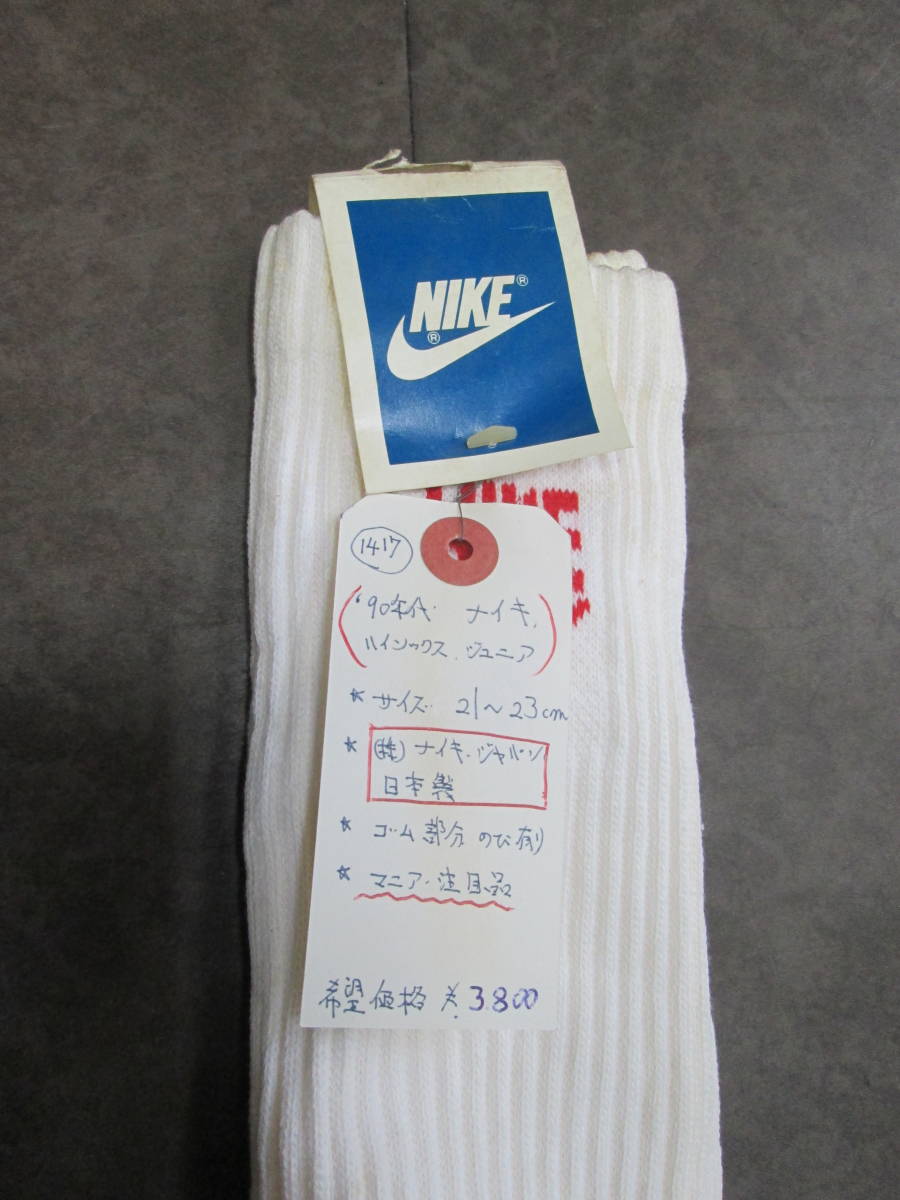 NIKE®
®
NIKE
1417
'90年代 ナイキ
ハイソックス ジュニア
* サイズ 21～23cm
* (株)ナイキ・ジャパン
日本製
* ゴム部分 のび有り
* マニア・注目品
希望価格 ¥.3.800